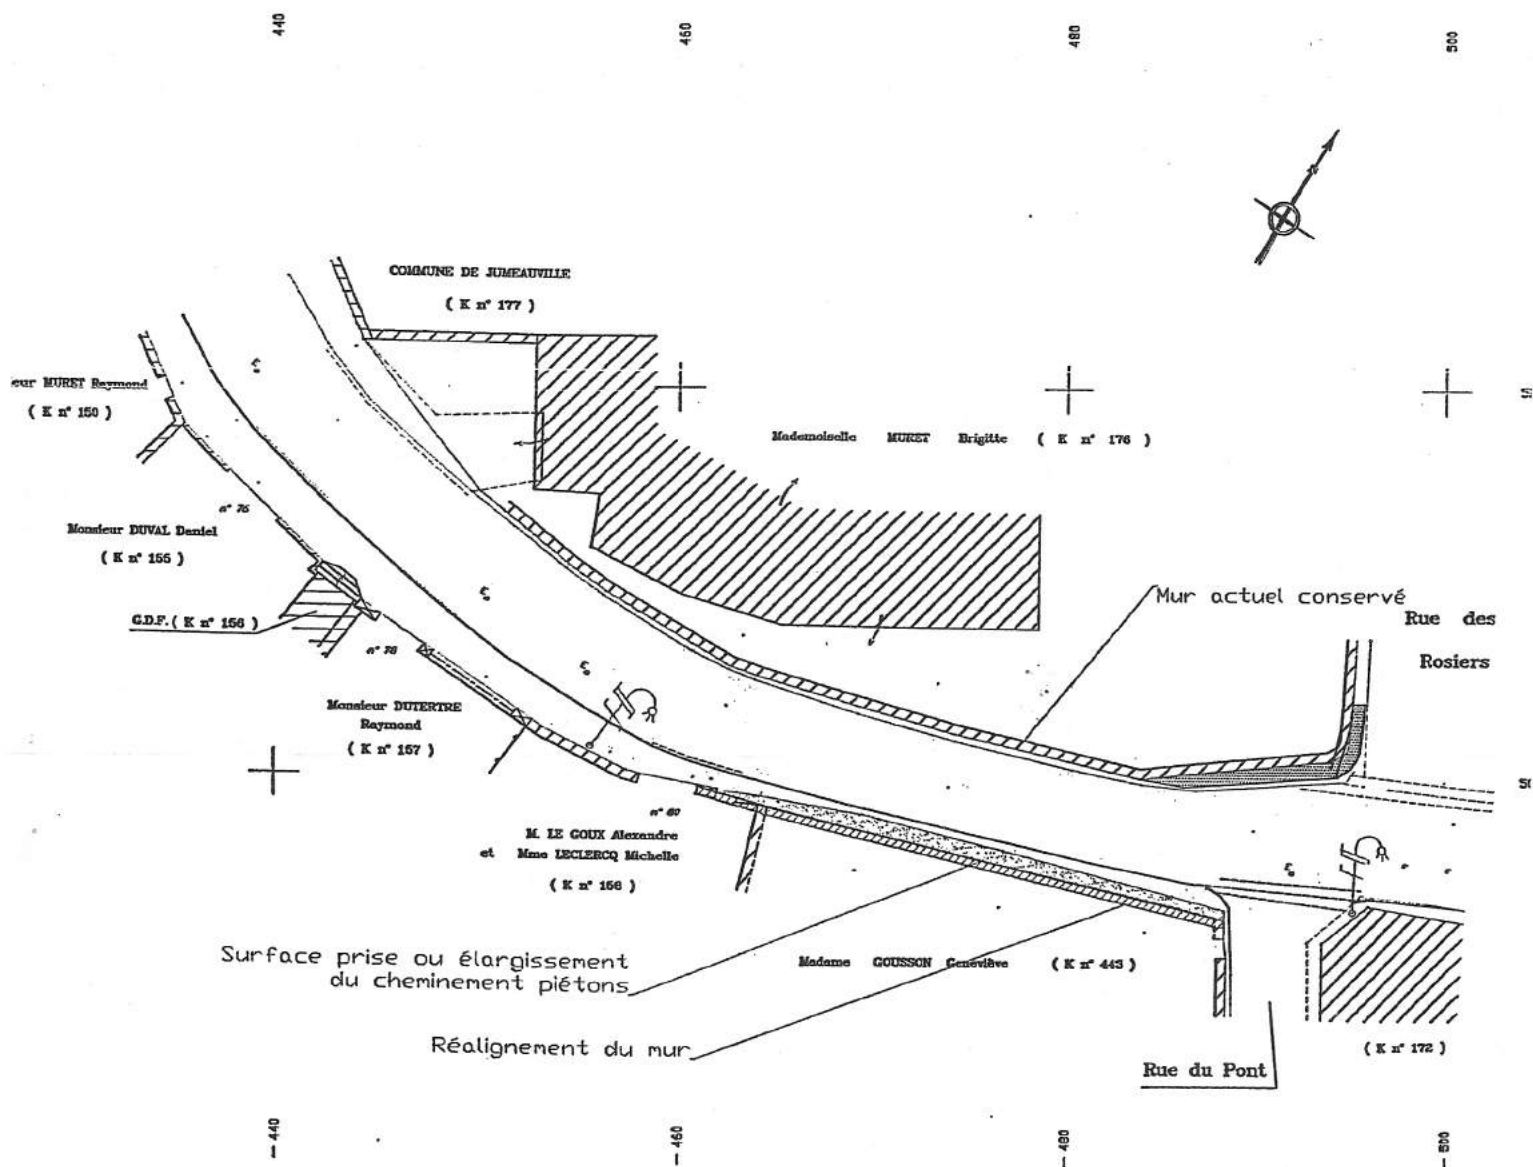 440
460
480
500
COMMUNE DE JUMEAUVILLE
( K n° 177 )
eur MURET Raymond
( K n° 150 )
Mademoiselle MURET Brigitte ( K n° 176 )
n° 76
Monsieur DUVAL Daniel
( K n° 155 )
G.D.F. ( K n° 156 )
n° 78
Mur actuel conservé
Rue des
Rosiers
Monsieur DUTERTRE
Raymond
( K n° 157 )
n° 80
M. LE GOUX Alexandre
et Mme LECLERCQ Michelle
( K n° 158 )
Surface prise ou élargissement
du cheminement piétons
Madame GOUSSON Geneviève ( K n° 443 )
Réalignement du mur
( K n° 172 )
Rue du Pont
440
460
480
500